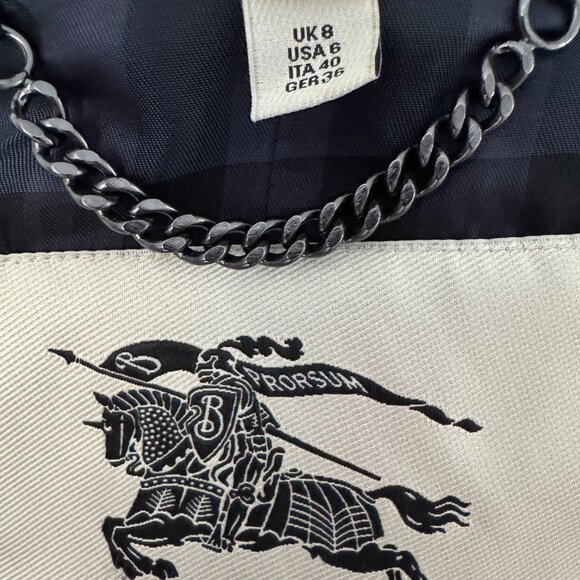 UK 8
USA 6
ITA 40
GER 36
B PRORSUM
B